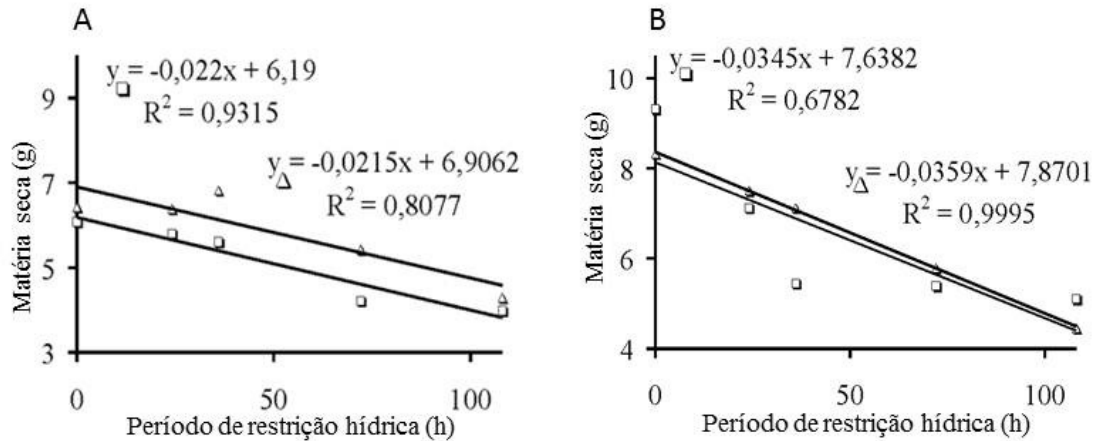 A
y = -0,022x + 6,19
R² = 0,9315
y = -0,0215x + 6,9062
R² = 0,8077
Matéria seca (g)
9
7
5
3
0
50
100
Período de restrição hídrica (h)
B
y = -0,0345x + 7,6382
R² = 0,6782
y = -0,0359x + 7,8701
R² = 0,9995
Matéria seca (g)
10
8
6
4
0
50
100
Período de restrição hídrica (h)